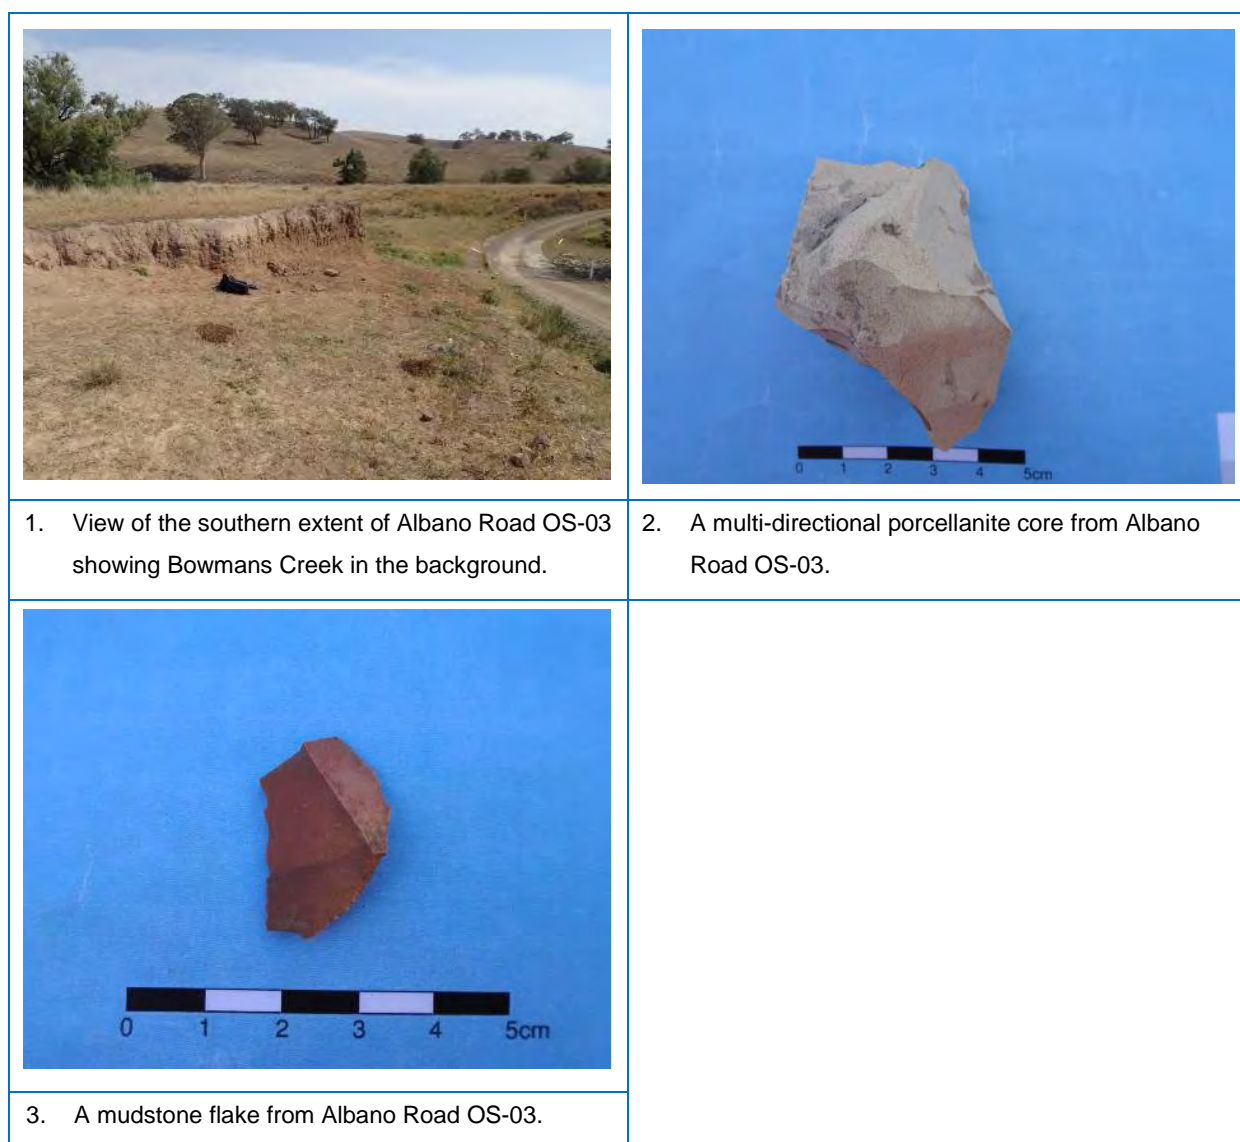 0 1 2 3 4 5cm
1. View of the southern extent of Albano Road OS-03
showing Bowmans Creek in the background.
2. A multi-directional porcellanite core from Albano
Road OS-03.
0 1 2 3 4 5cm
3. A mudstone flake from Albano Road OS-03.